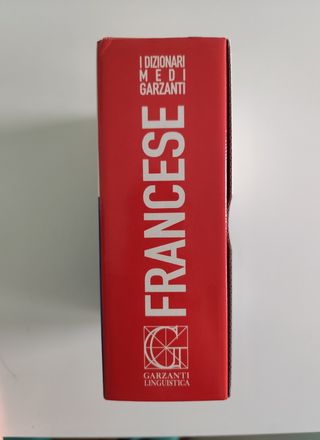 I DIZIONARI
MEDI
GARZANTI
FRANCESE
G
GARZANTI
LINGUISTICA